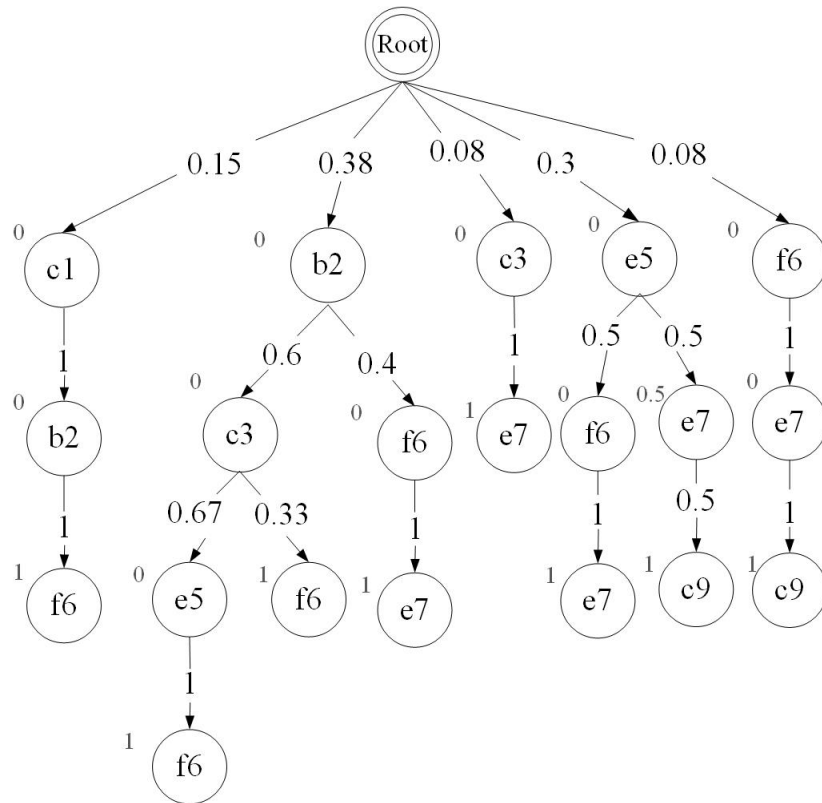 Root
0.15 0.38 0.08 0.3 0.08
0 0 0 0 0
c1 b2 c3 e5 f6
1 0.6 0.4 1 0.5 0.5 1
0 0 0 1 0 0.5 0
b2 c3 f6 e7 f6 e7 e7
1 0.67 0.33 1 1 0.5 1
1 0 1 1 1 1 1
f6 e5 f6 e7 e7 c9 c9
1
1
f6